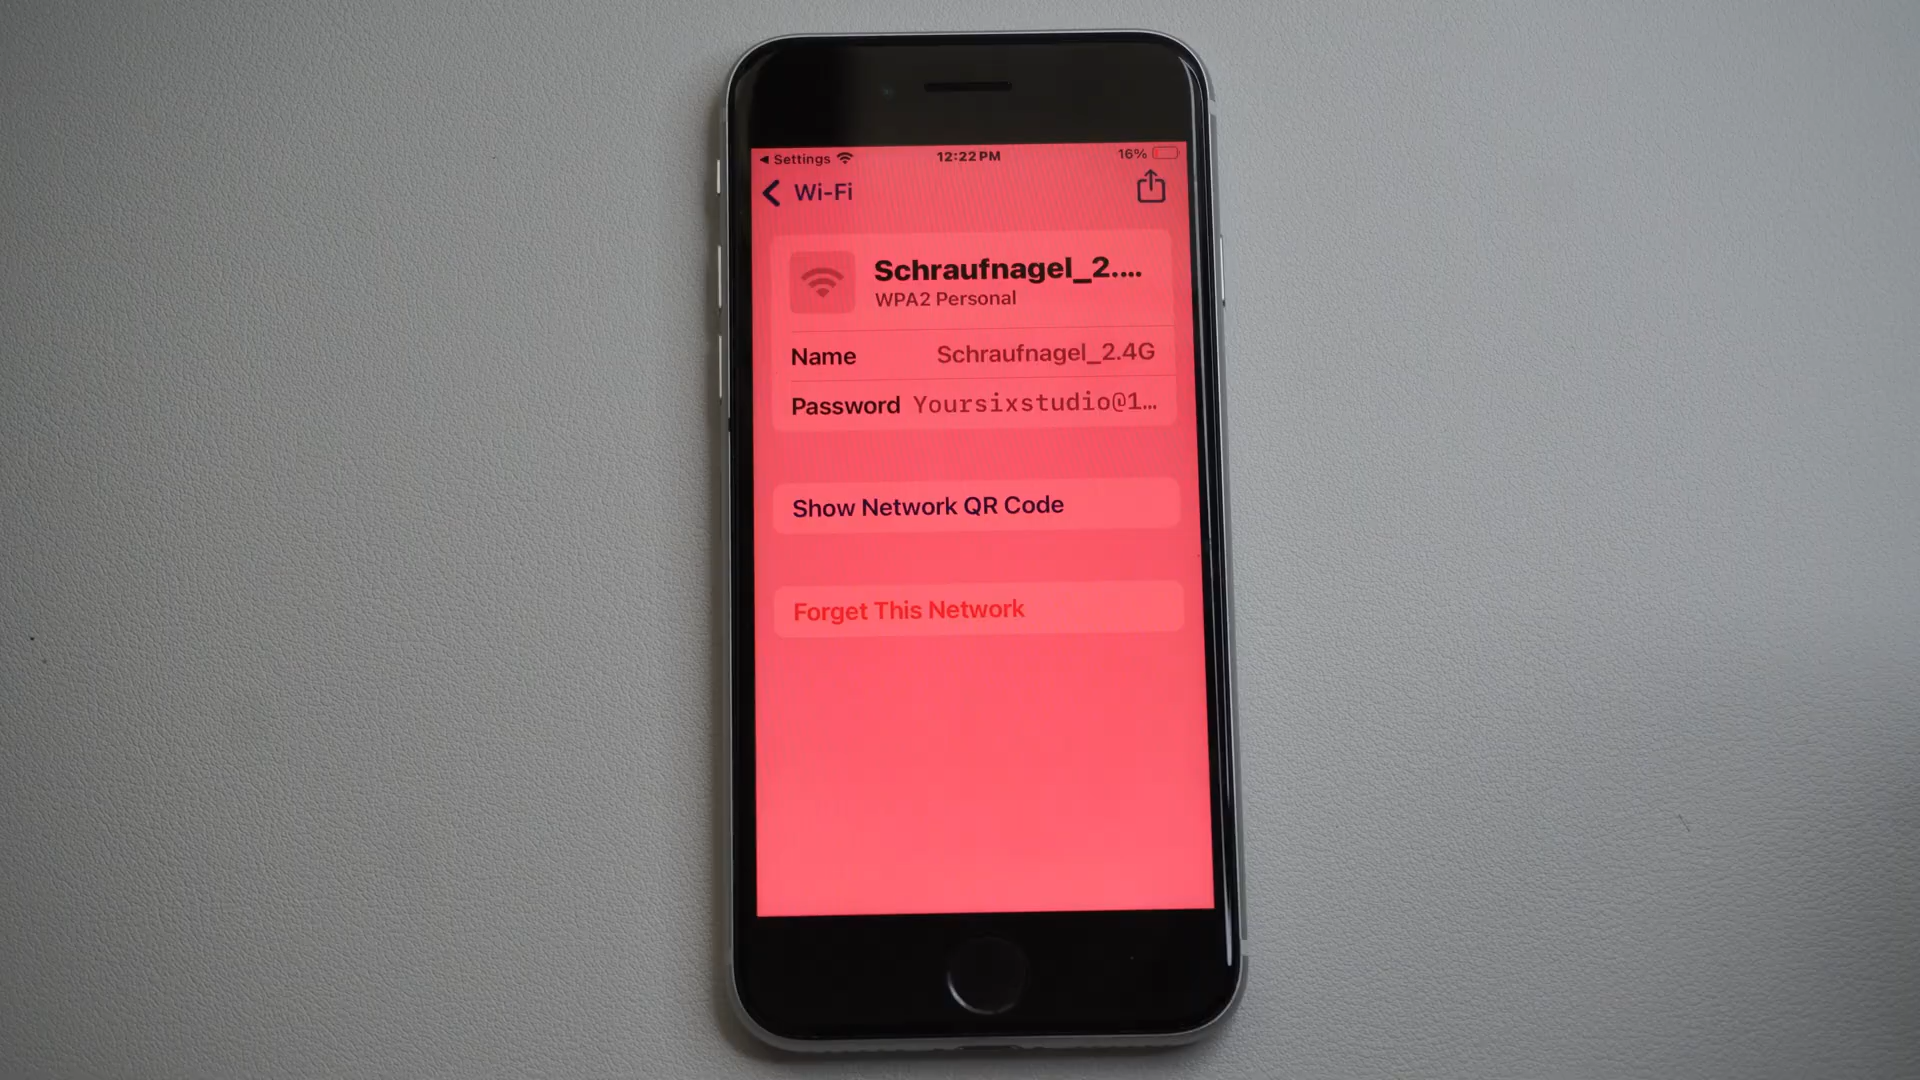 ◀ Settings 12:22 PM 16%
Wi-Fi
Schraufnagel_2....
WPA2 Personal
Name Schraufnagel_2.4G
Password Yoursixstudio@1...
Show Network QR Code
Forget This Network